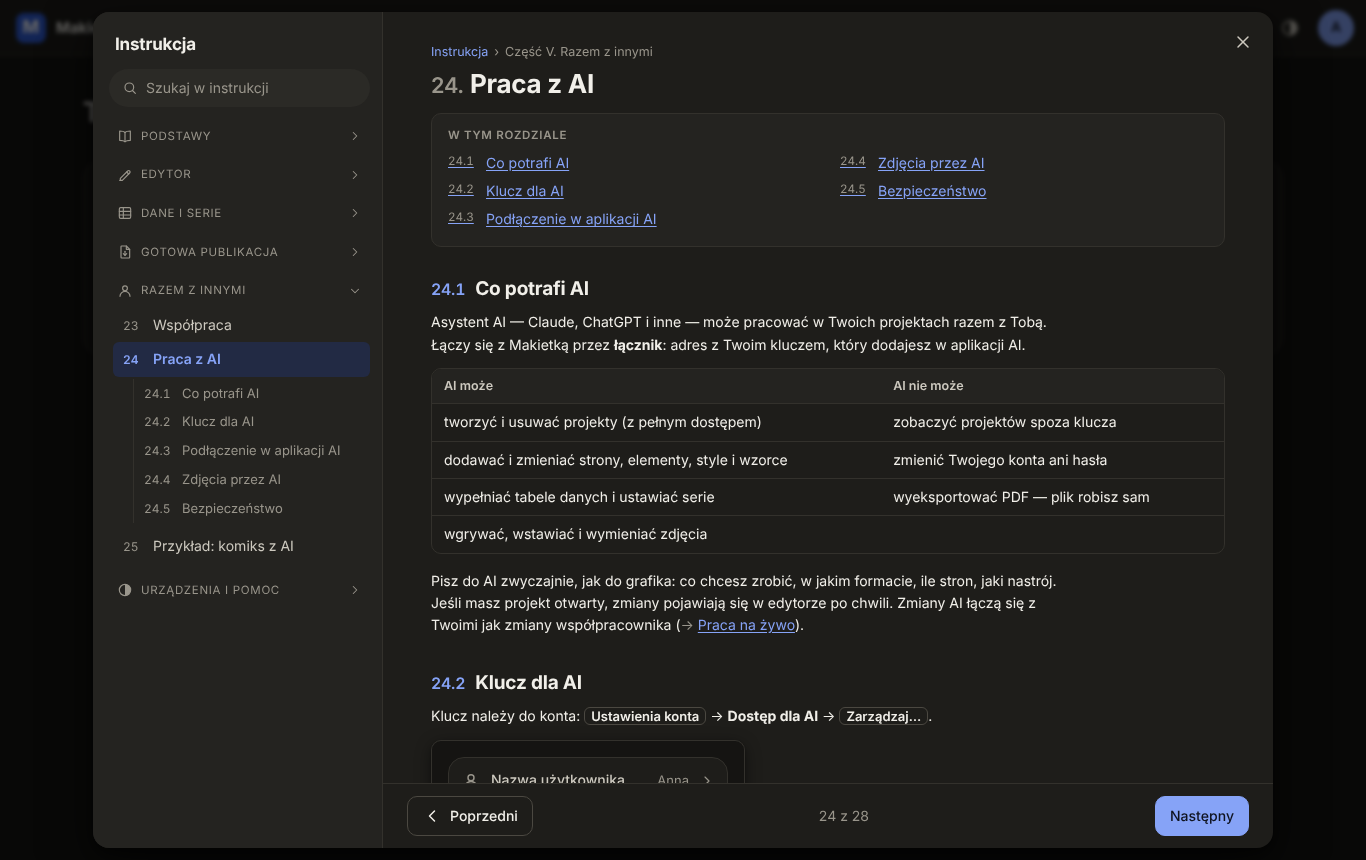 M
Instrukcja
Szukaj w instrukcji
PODSTAWY
EDYTOR
DANE I SERIE
GOTOWA PUBLIKACJA
RAZEM Z INNYMI
23 Współpraca
24 Praca z AI
24.1 Co potrafi AI
24.2 Klucz dla AI
24.3 Podłączenie w aplikacji AI
24.4 Zdjęcia przez AI
24.5 Bezpieczeństwo
25 Przykład: komiks z AI
URZĄDZENIA I POMOC
Instrukcja › Część V. Razem z innymi
24. Praca z AI
W TYM ROZDZIALE
24.1 Co potrafi AI
24.2 Klucz dla AI
24.3 Podłączenie w aplikacji AI
24.4 Zdjęcia przez AI
24.5 Bezpieczeństwo
24.1 Co potrafi AI
Asystent AI — Claude, ChatGPT i inne — może pracować w Twoich projektach razem z Tobą.
Łączy się z Makietką przez łącznik: adres z Twoim kluczem, który dodajesz w aplikacji AI.
AI może AI nie może
tworzyć i usuwać projekty (z pełnym dostępem) zobaczyć projektów spoza klucza
dodawać i zmieniać strony, elementy, style i wzorce zmienić Twojego konta ani hasła
wypełniać tabele danych i ustawiać serie wyeksportować PDF — plik robisz sam
wgrywać, wstawiać i wymieniać zdjęcia
Pisz do AI zwyczajnie, jak do grafika: co chcesz zrobić, w jakim formacie, ile stron, jaki nastrój.
Jeśli masz projekt otwarty, zmiany pojawiają się w edytorze po chwili. Zmiany AI łączą się z
Twoimi jak zmiany współpracownika (→ Praca na żywo).
24.2 Klucz dla AI
Klucz należy do konta: Ustawienia konta → Dostęp dla AI → Zarządzaj… .
Nazwa użytkownika Anna
Poprzedni
24 z 28
Następny